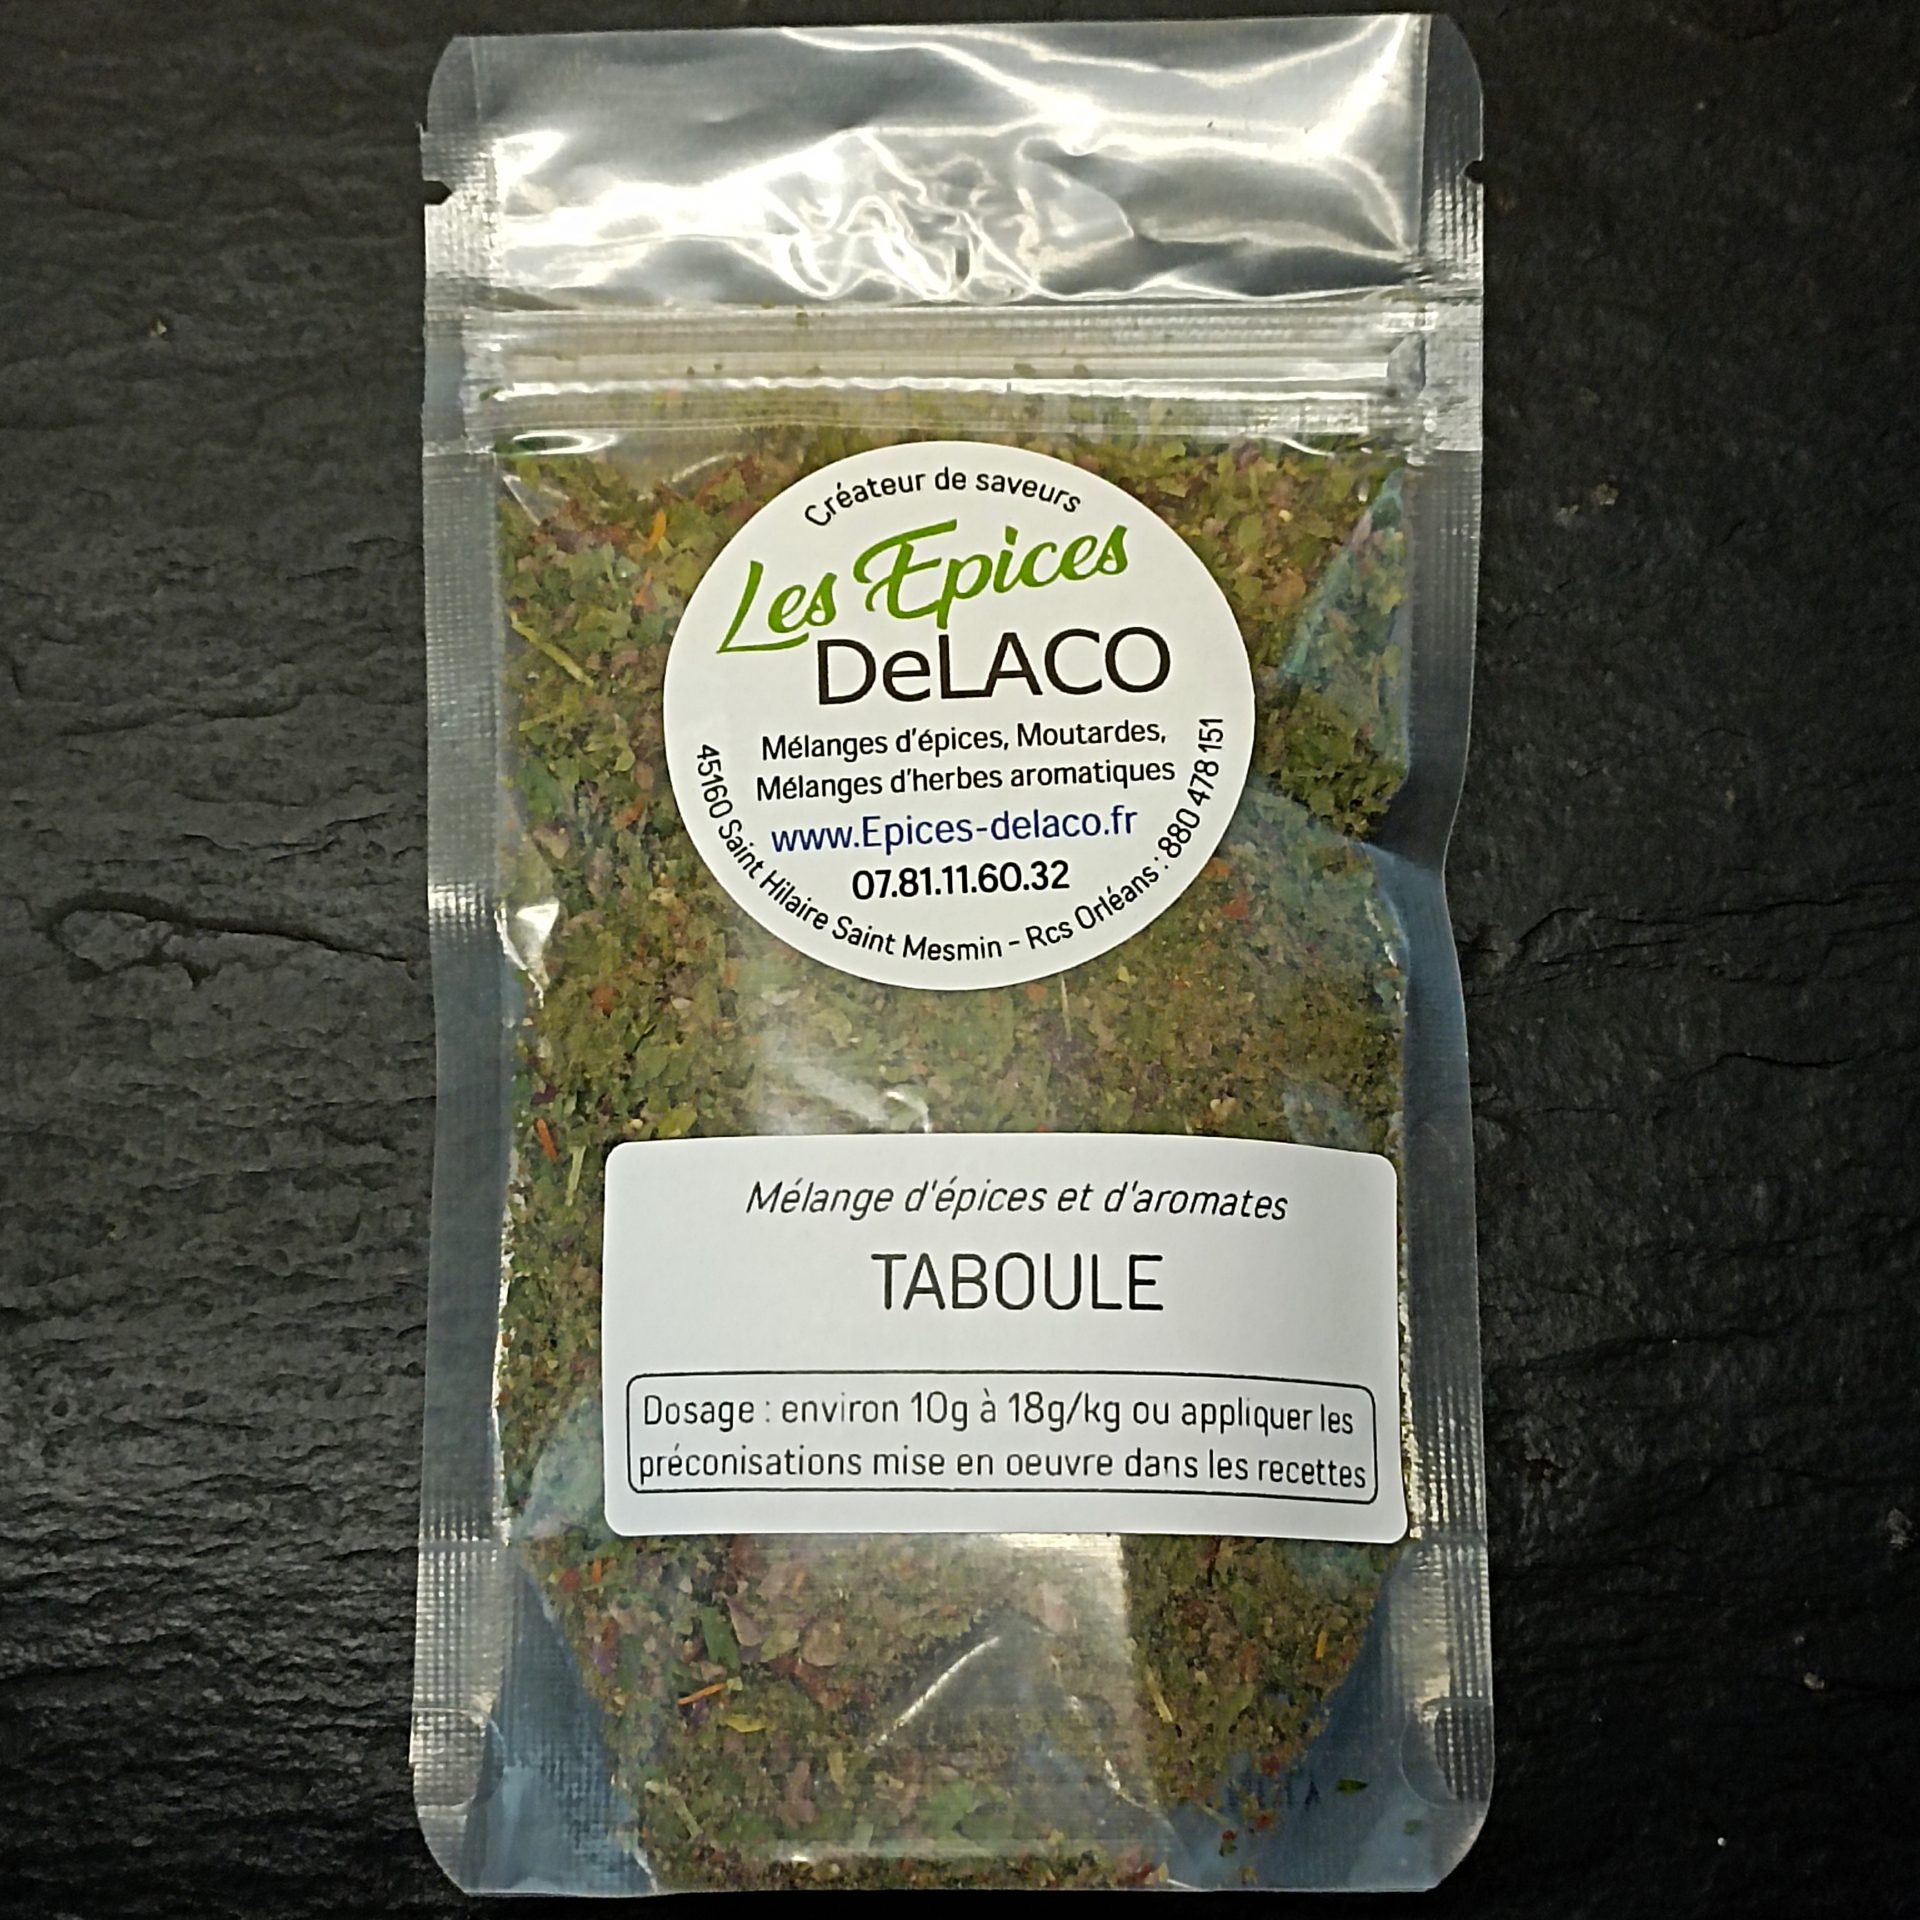 Créateur de saveurs
Les Epices
DeLACO
Mélanges d'épices, Moutardes,
Mélanges d'herbes aromatiques
www.Epices-delaco.fr
07.81.11.60.32
45160 Saint Hilaire Saint Mesmin - Rcs Orléans : 880 478 151
Mélange d'épices et d'aromates
TABOULE
Dosage : environ 10g à 18g/kg ou appliquer les
préconisations mise en oeuvre dans les recettes